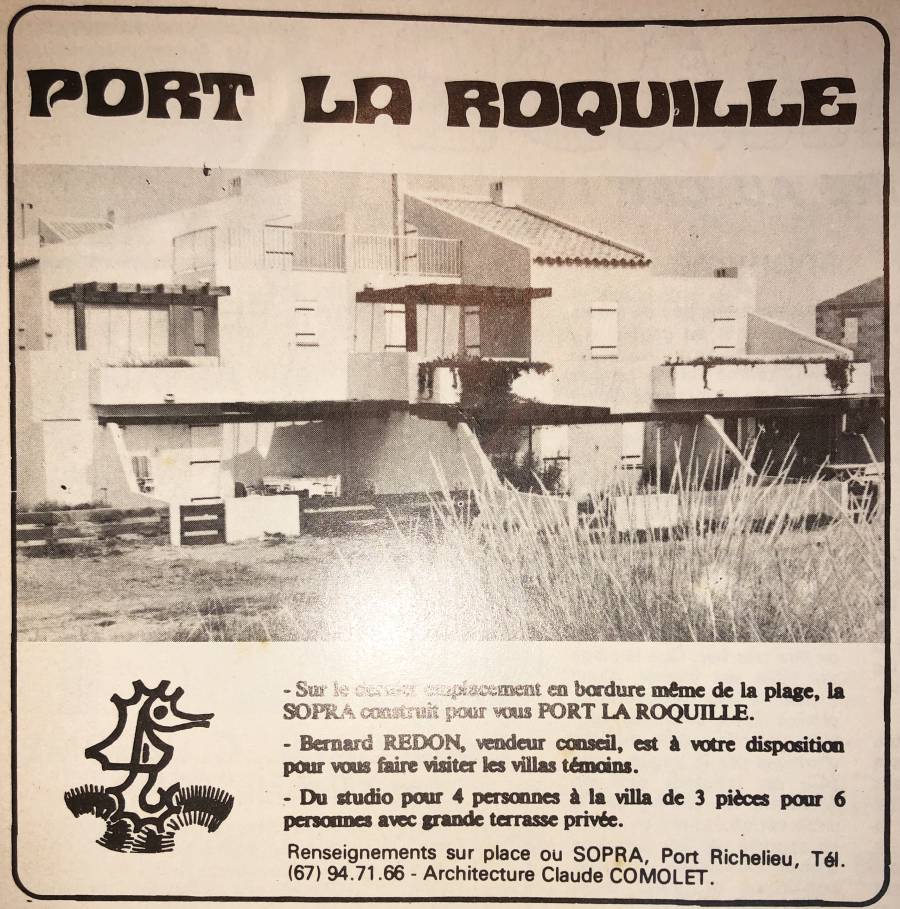 PORT LA ROQUILLE
- Sur le dernier emplacement en bordure même de la plage, la
SOPRA construit pour vous PORT LA ROQUILLE.
- Bernard REDON, vendeur conseil, est à votre disposition
pour vous faire visiter les villas témoins.
- Du studio pour 4 personnes à la villa de 3 pièces pour 6
personnes avec grande terrasse privée.
Renseignements sur place ou SOPRA, Port Richelieu, Tél.
(67) 94.71.66 - Architecture Claude COMOLET.